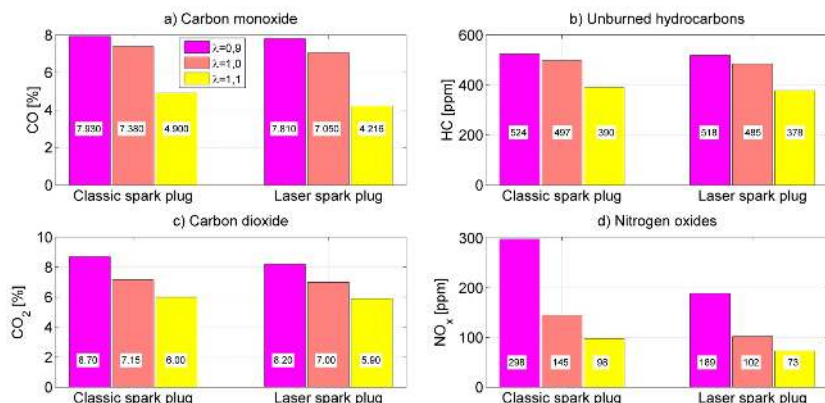 a) Carbon monoxide
CO [%]
8
6
4
2
0
λ=0,9
λ=1,0
λ=1,1
7.930 7.380 4.900 7.810 7.050 4.216
Classic spark plug Laser spark plug
b) Unburned hydrocarbons
HC [ppm]
600
400
200
0
524 497 390 518 485 378
Classic spark plug Laser spark plug
c) Carbon dioxide
CO2 [%]
10
8
6
4
2
0
8.70 7.15 6.00 8.20 7.00 5.90
Classic spark plug Laser spark plug
d) Nitrogen oxides
NOx [ppm]
300
200
100
0
298 145 98 189 102 73
Classic spark plug Laser spark plug